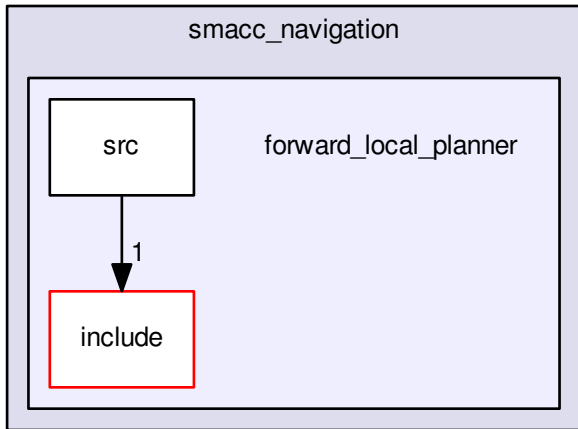 smacc_navigation
src
forward_local_planner
1
include